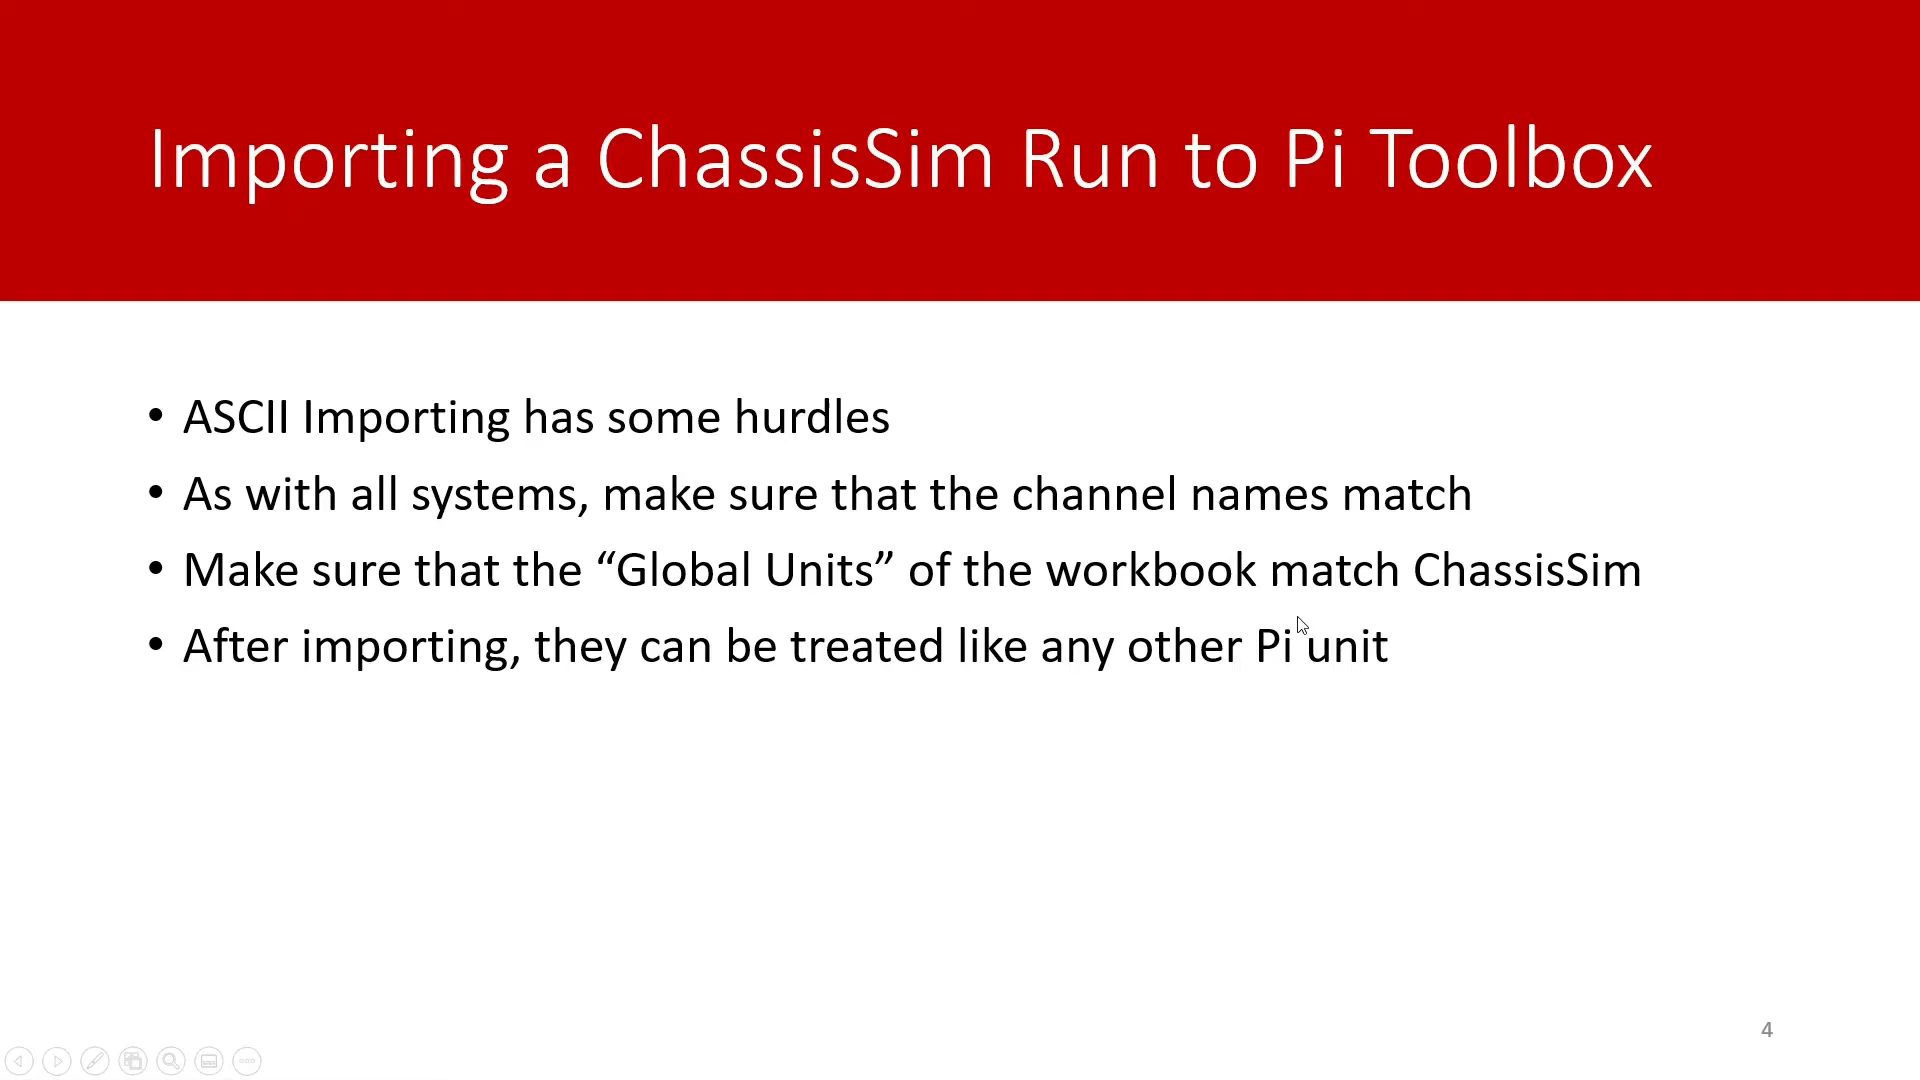 Importing a ChassisSim Run to Pi Toolbox
• ASCII Importing has some hurdles
• As with all systems, make sure that the channel names match
• Make sure that the “Global Units” of the workbook match ChassisSim
• After importing, they can be treated like any other Pi unit
4